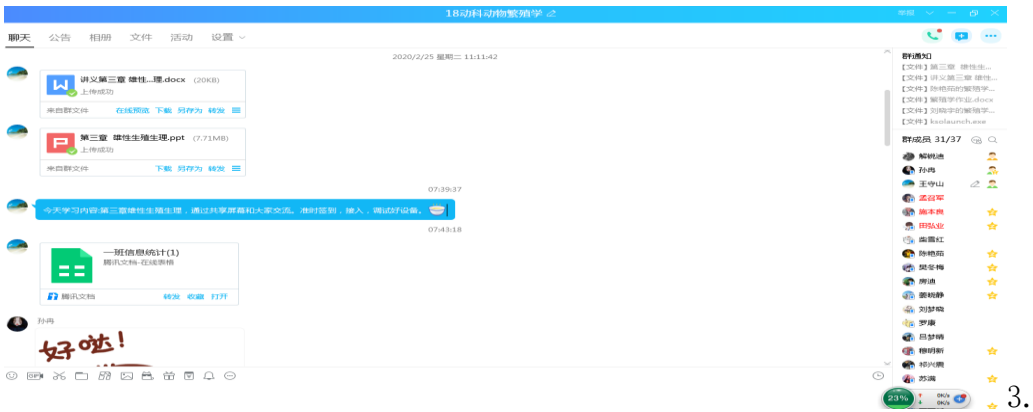 18动科动物繁殖学
聊天 公告 相册 文件 活动 设置
2020/2/25 星期二 11:11:42
讲义第三章 雄性...理.docx (20KB)
上传成功
来自群文件 在线预览 下载 另存为 转发
第三章 雄性生殖生理.ppt (7.71MB)
上传成功
来自群文件 下载 另存为 转发
07:39:37
今天学习内容:第三章雄性生殖生理，通过共享屏幕和大家交流。准时签到，接入，调试好设备。
07:43:18
一班信息统计(1)
腾讯文档-在线表格
腾讯文档 转发 收藏 打开
孙冉
好哒！
群通知
【文件】第三章 雄性生...
【文件】讲义第三章 雄性...
【文件】陈艳茹的繁殖学...
【文件】繁殖学作业.docx
【文件】刘晓宇的繁殖学...
【文件】ksolaunch.exe
群成员 31/37
解锐迪
孙冉
王守山
孟召军
施本良
田弘业
柴雪红
陈艳茹
樊冬梅
房迪
姜晓静
刘梦晓
罗康
吕梦晴
穆明新
祁兴鹏
苏满
23% 0K/s
0K/s
3.